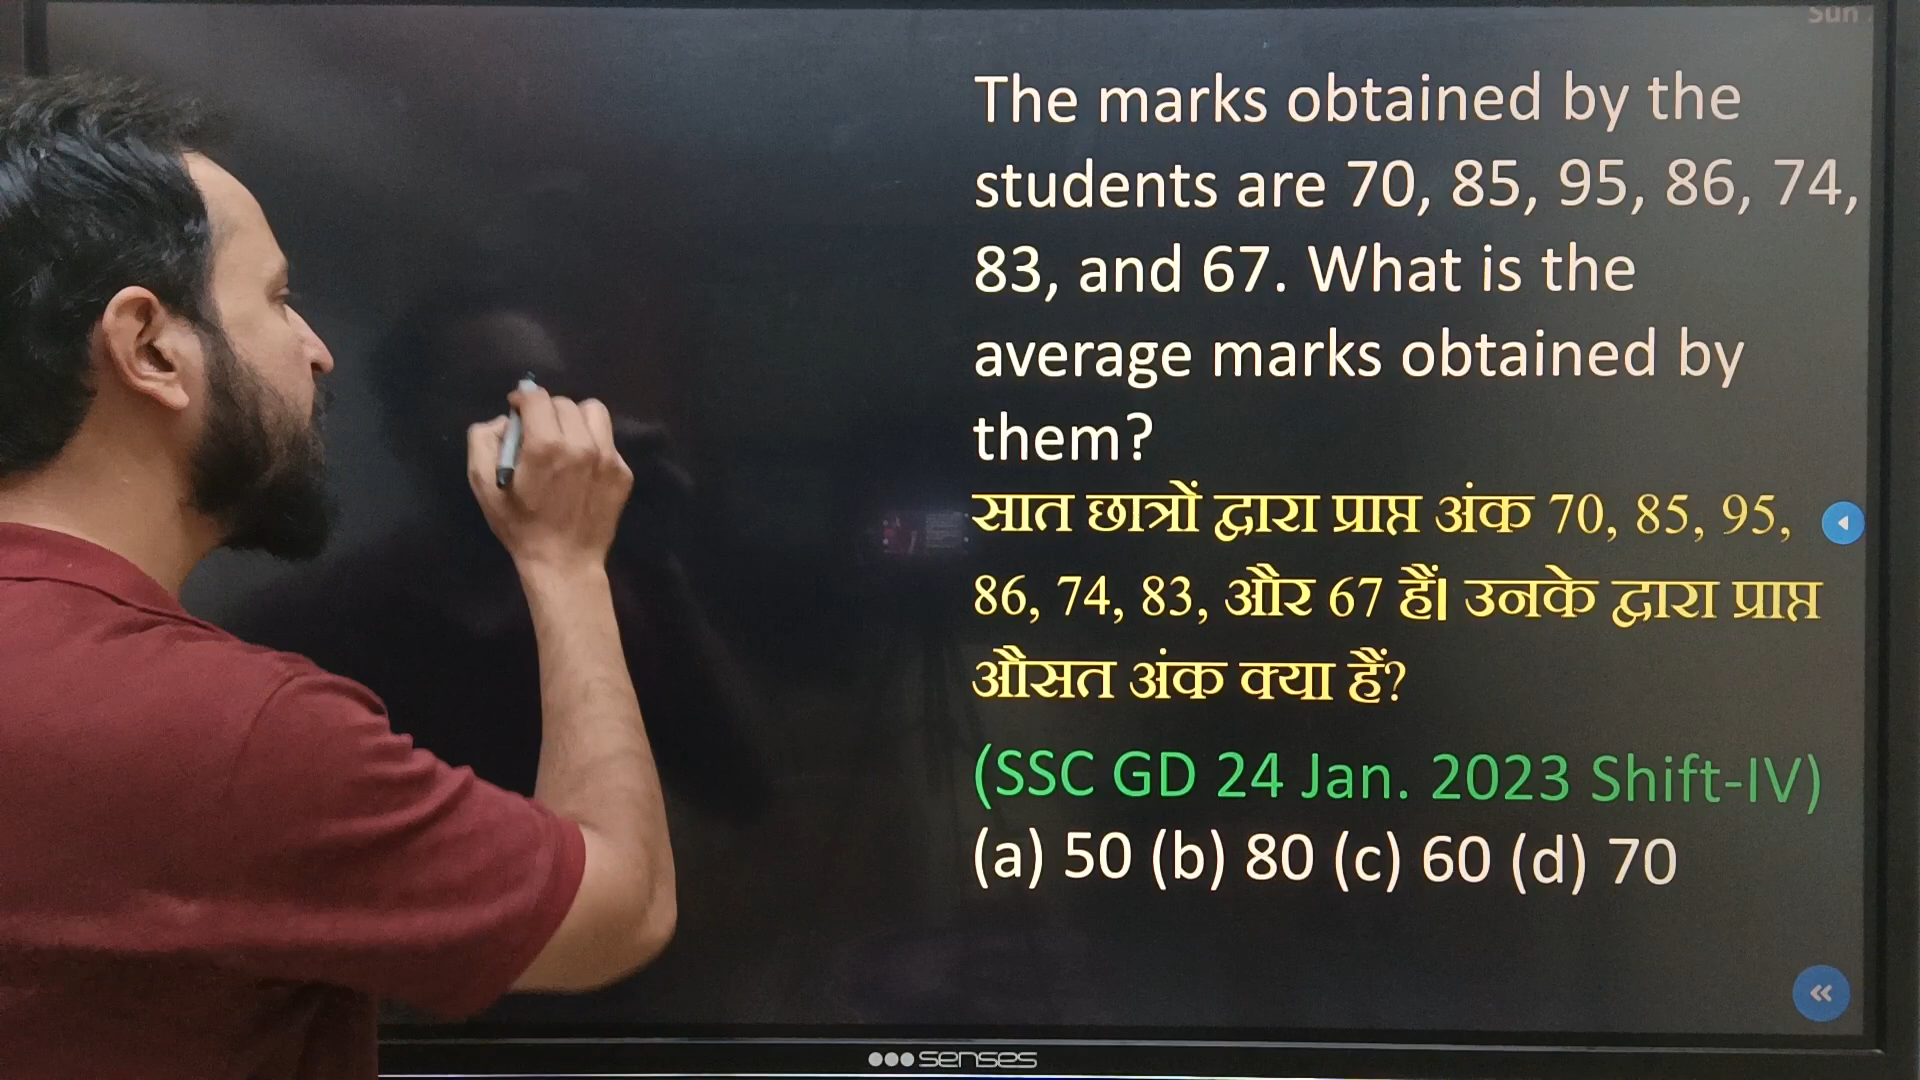 Sun
The marks obtained by the
students are 70, 85, 95, 86, 74,
83, and 67. What is the
average marks obtained by
them?
सात छात्रों द्वारा प्राप्त अंक 70, 85, 95,
86, 74, 83, और 67 हैं। उनके द्वारा प्राप्त
औसत अंक क्या हैं?
(SSC GD 24 Jan. 2023 Shift-IV)
(a) 50 (b) 80 (c) 60 (d) 70
senses